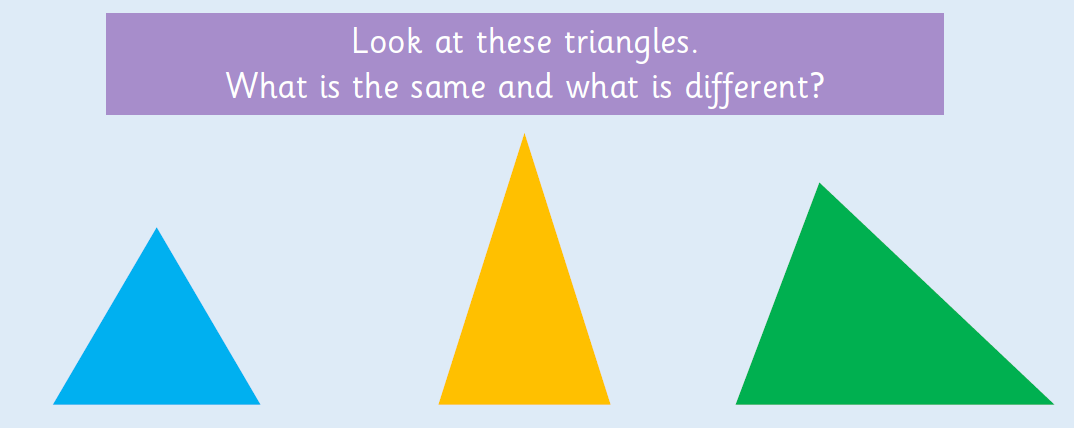 Look at these triangles.
What is the same and what is different?